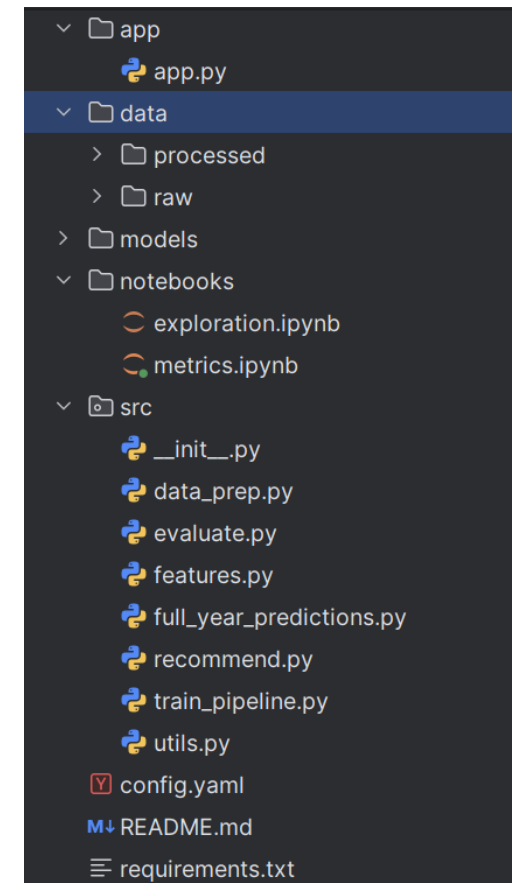 app
app.py
data
processed
raw
models
notebooks
exploration.ipynb
metrics.ipynb
src
__init__.py
data_prep.py
evaluate.py
features.py
full_year_predictions.py
recommend.py
train_pipeline.py
utils.py
Y config.yaml
M↓ README.md
requirements.txt